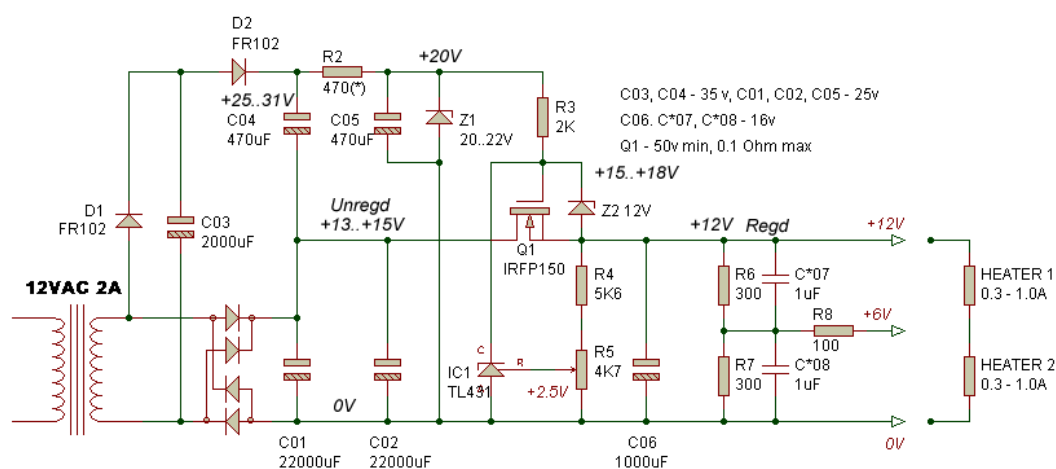 D2
FR102
R2
470(*)
+20V
+25..31V
C04
470uF
C05
470uF
Z1
20..22V
R3
2K
C03, C04 - 35 v, C01, C02, C05 - 25v
C06. C*07, C*08 - 16v
Q1 - 50v min, 0.1 Ohm max
+15..+18V
D1
FR102
C03
2000uF
Unregd
+13..+15V
Z2 12V
Q1
IRFP150
+12V Regd
+12V
12VAC 2A
R4
5K6
R6
300
C*07
1uF
R8
100
+6V
HEATER 1
0.3 - 1.0A
C
R
IC1
TL431
+2.5V
R5
4K7
R7
300
C*08
1uF
HEATER 2
0.3 - 1.0A
0V
0V
C01
22000uF
C02
22000uF
C06
1000uF